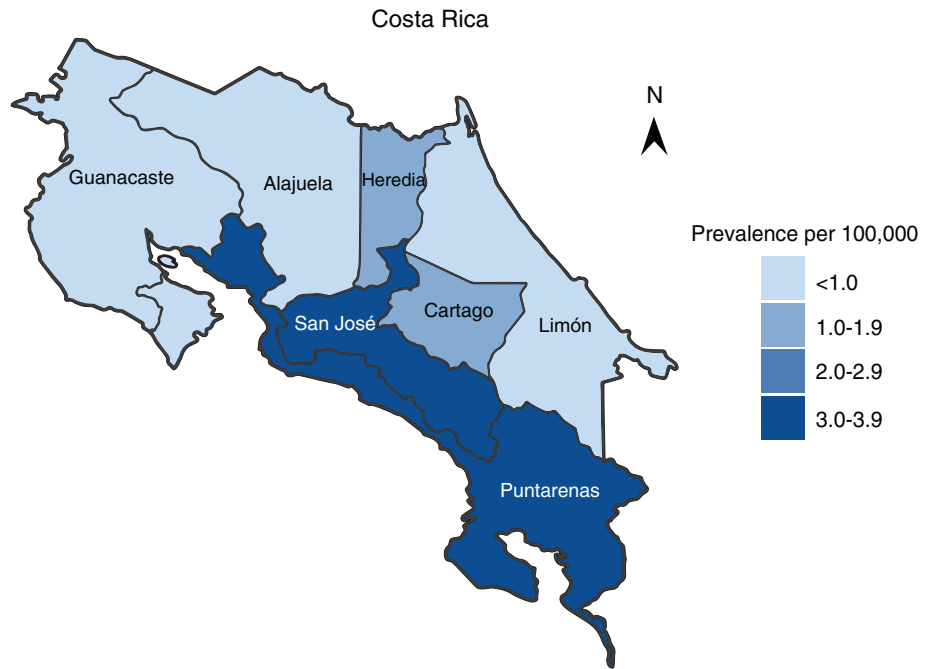 Costa Rica
N
Guanacaste
Alajuela
Heredia
Prevalence per 100,000
<1.0
1.0-1.9
2.0-2.9
3.0-3.9
San José
Cartago
Limón
Puntarenas